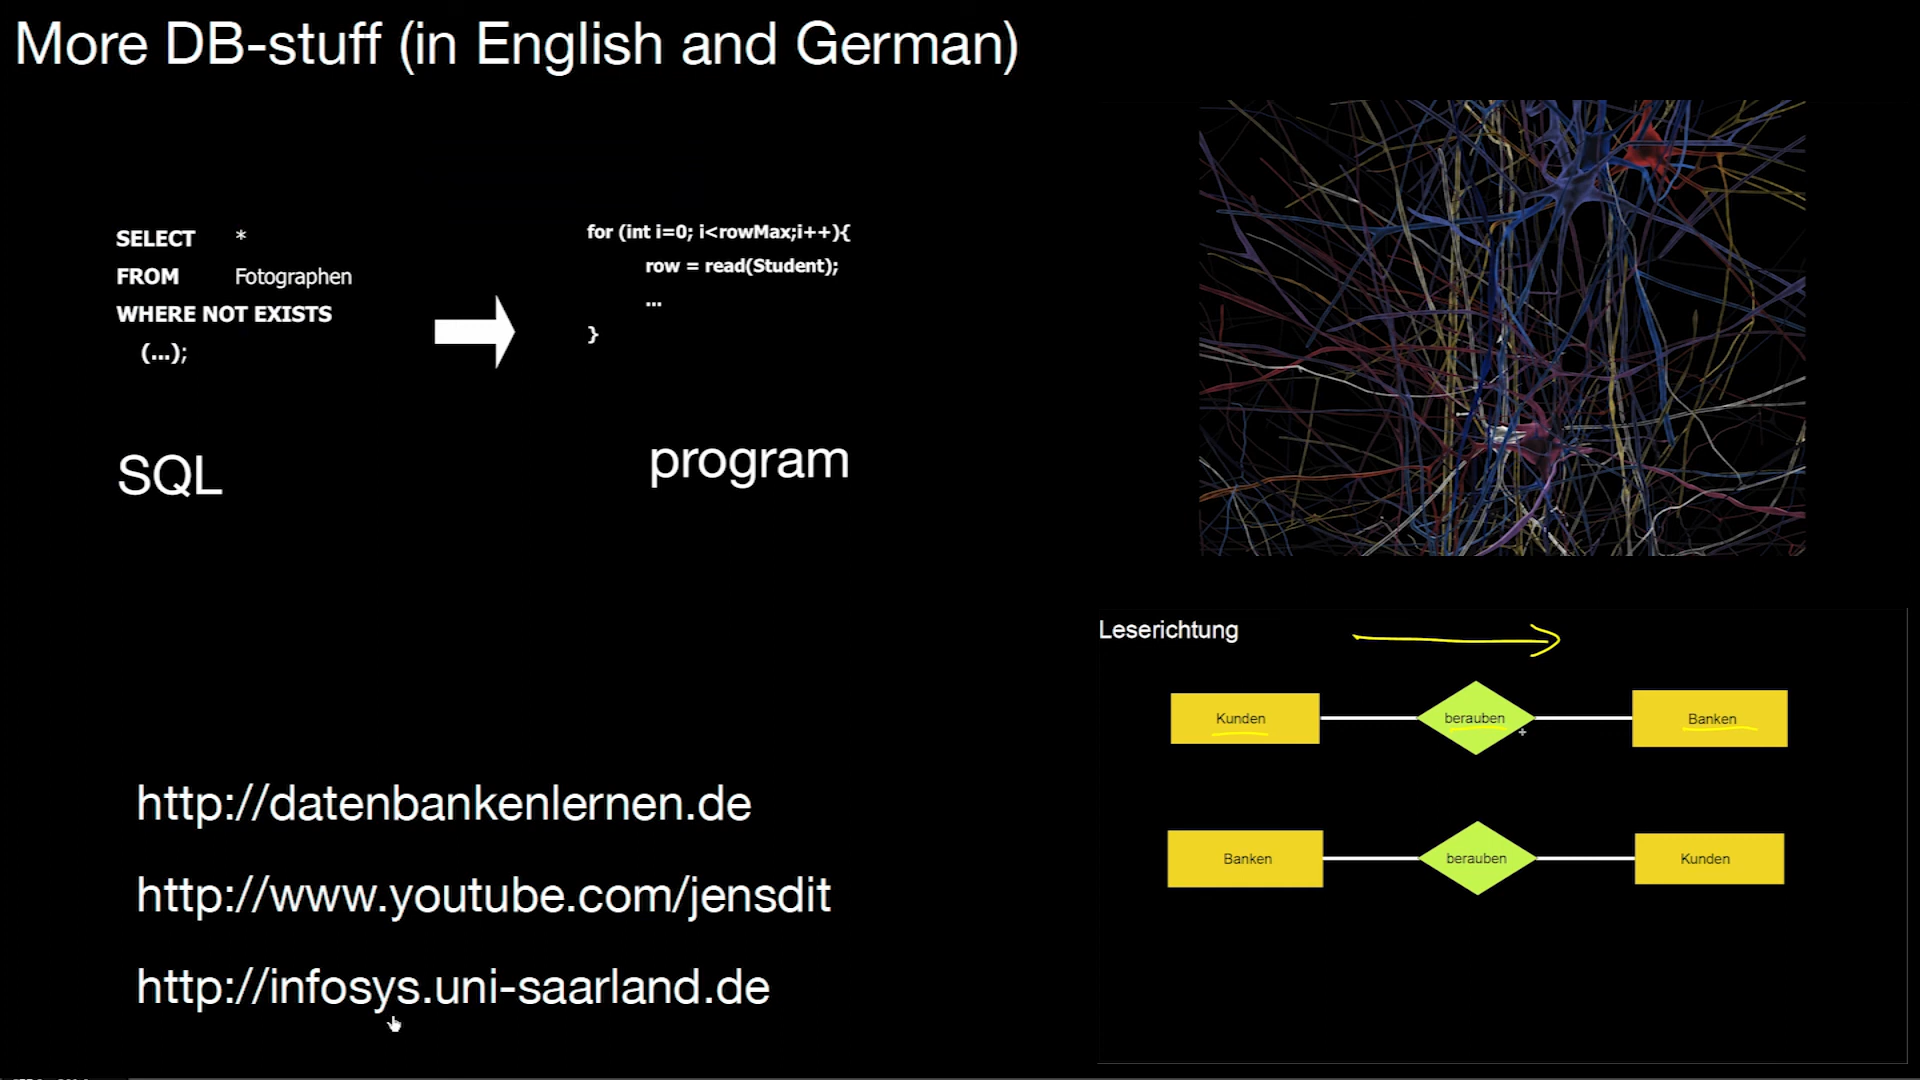 More DB-stuff (in English and German)
SELECT *
FROM Fotographen
WHERE NOT EXISTS
(...);
SQL
for (int i=0; i<rowMax;i++){
row = read(Student);
...
}
program
Leserichtung
Kunden berauben Banken
Banken berauben Kunden
http://datenbankenlernen.de
http://www.youtube.com/jensdit
http://infosys.uni-saarland.de